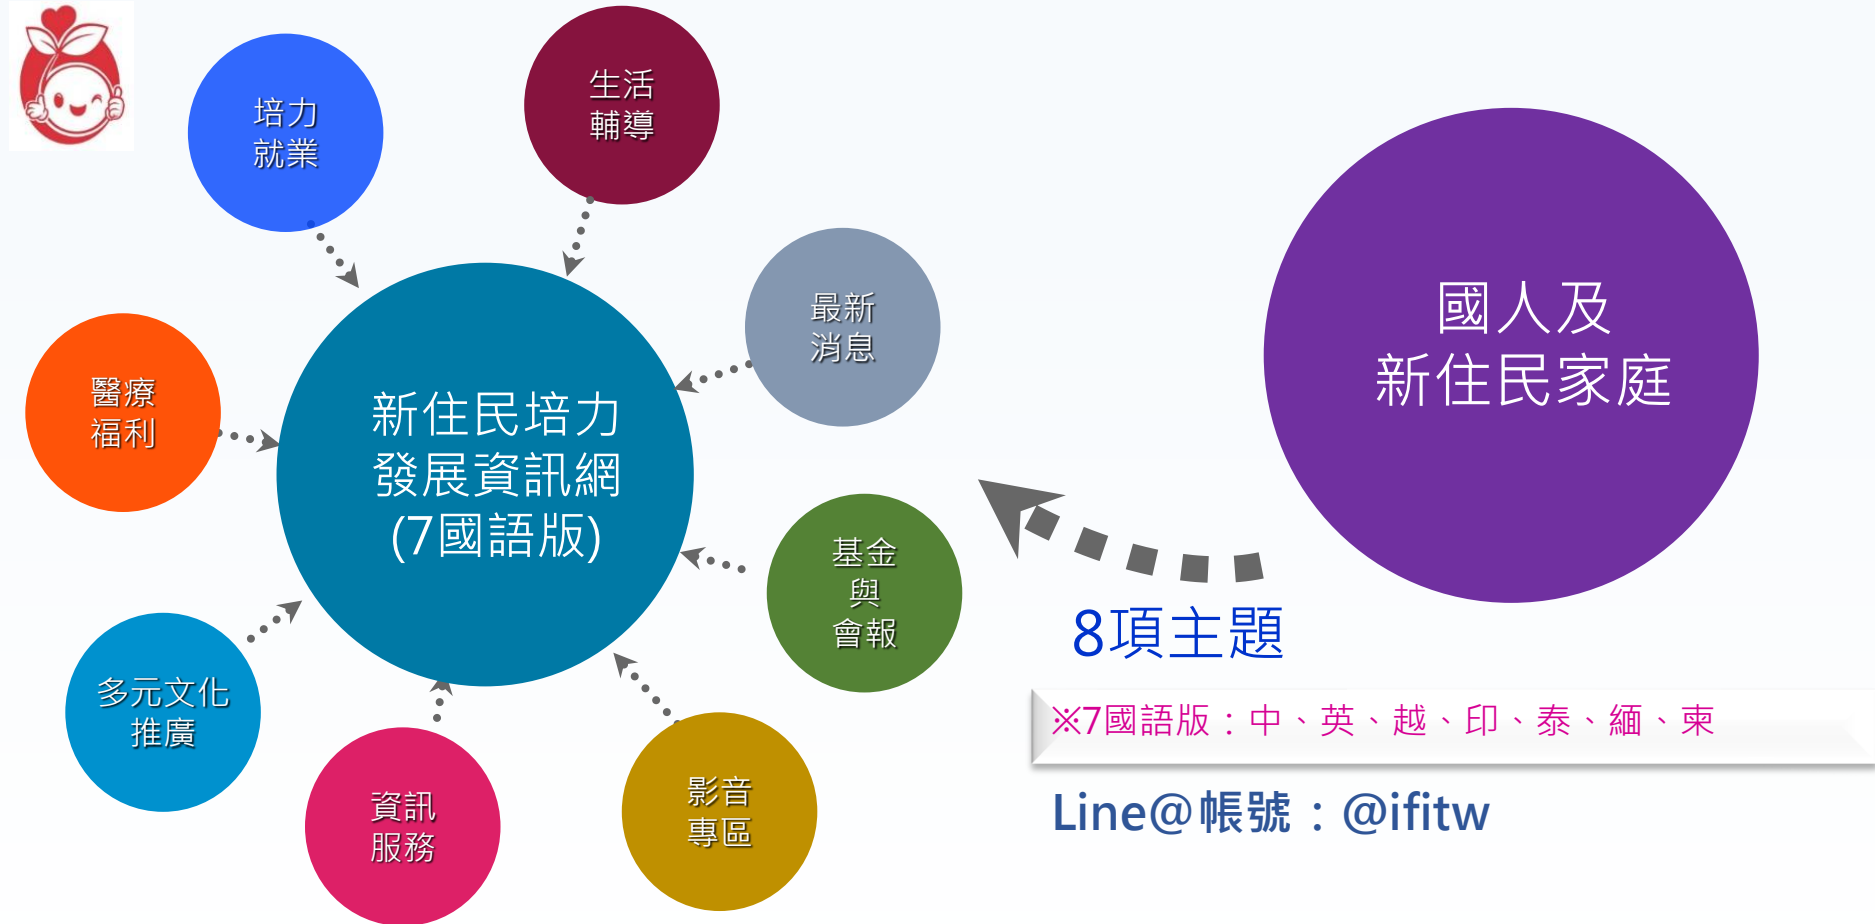 生活
輔導
培力
就業
最新
消息
國人及
新住民家庭
醫療
福利
新住民培力
發展資訊網
(7國語版)
基金
與
會報
8項主題
多元文化
推廣
※7國語版：中、英、越、印、泰、緬、柬
影音
專區
資訊
服務
Line@帳號：@ifitw